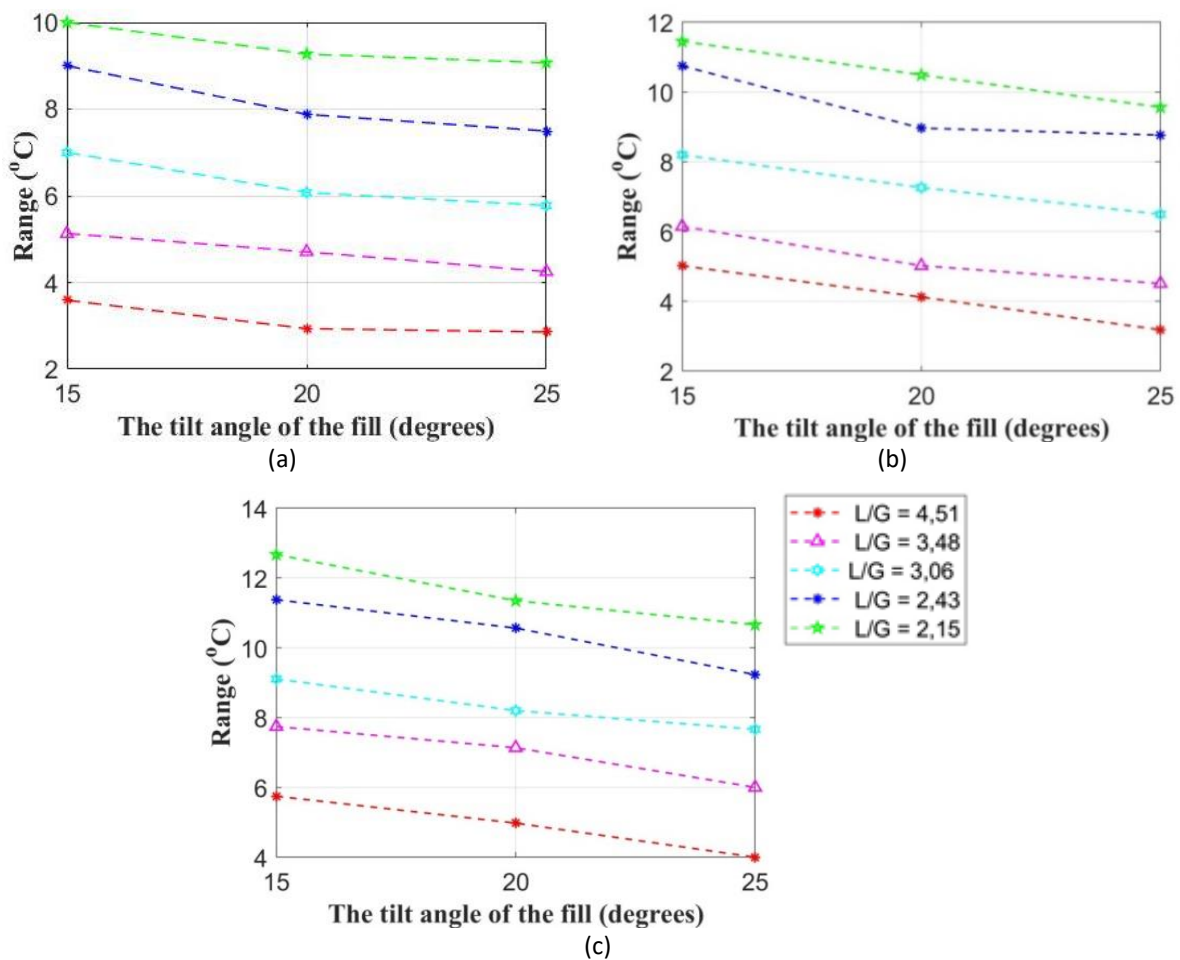 10
8
6
4
2
15
20
25
Range (°C)
The tilt angle of the fill (degrees)
(a)
12
10
8
6
4
2
15
20
25
Range (°C)
The tilt angle of the fill (degrees)
(b)
14
12
10
8
6
4
15
20
25
Range (°C)
The tilt angle of the fill (degrees)
(c)
L/G = 4,51
L/G = 3,48
L/G = 3,06
L/G = 2,43
L/G = 2,15